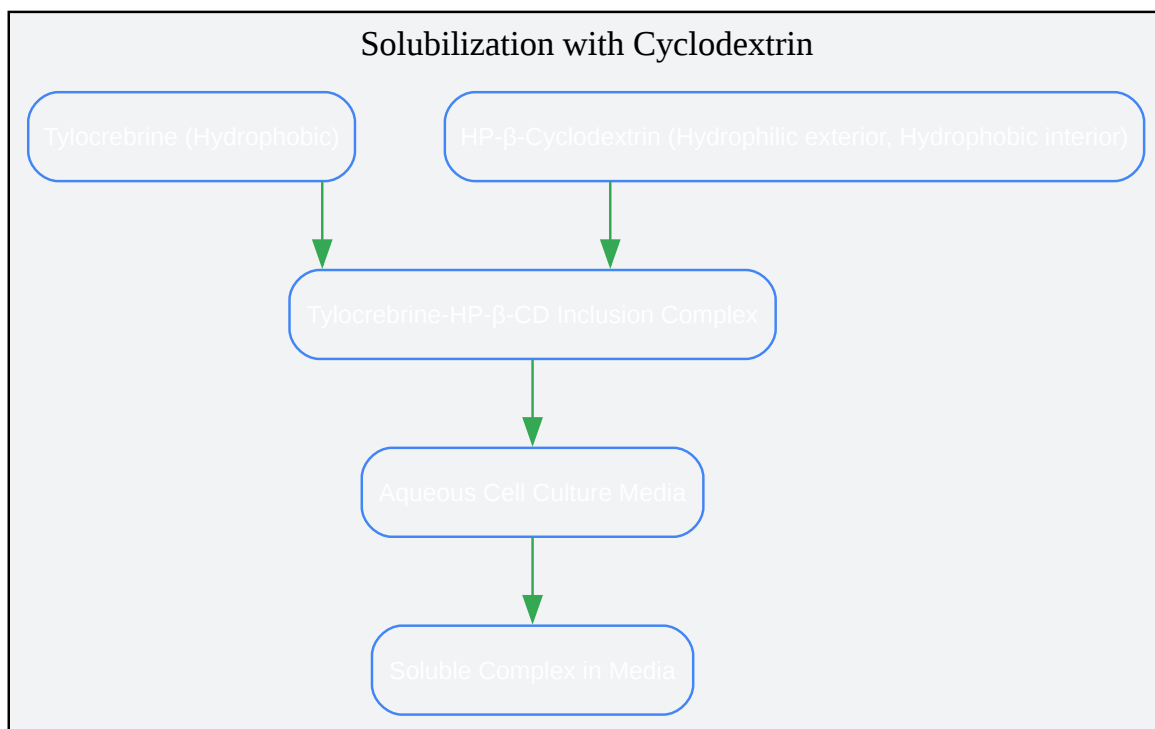 Solubilization with Cyclodextrin
Tylocrebrine (Hydrophobic)
HP-β-Cyclodextrin (Hydrophilic exterior, Hydrophobic interior)
Tylocrebrine-HP-β-CD Inclusion Complex
Aqueous Cell Culture Media
Soluble Complex in Media